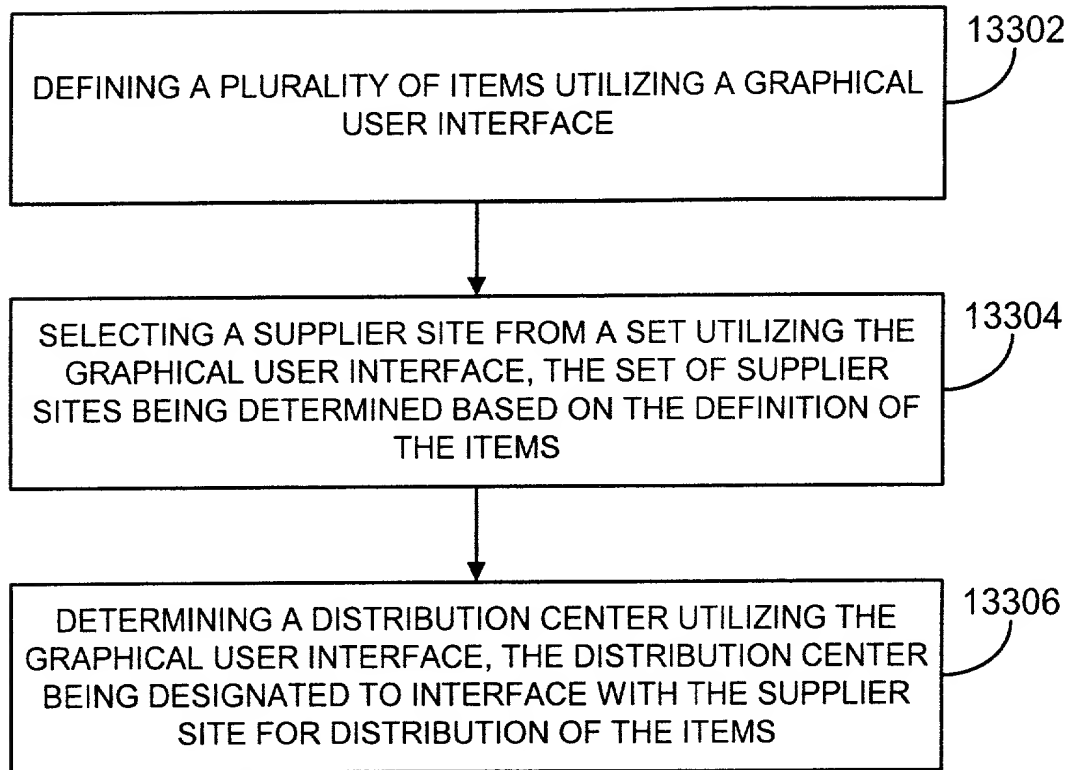 13302
DEFINING A PLURALITY OF ITEMS UTILIZING A GRAPHICAL
USER INTERFACE
13304
SELECTING A SUPPLIER SITE FROM A SET UTILIZING THE
GRAPHICAL USER INTERFACE, THE SET OF SUPPLIER
SITES BEING DETERMINED BASED ON THE DEFINITION OF
THE ITEMS
13306
DETERMINING A DISTRIBUTION CENTER UTILIZING THE
GRAPHICAL USER INTERFACE, THE DISTRIBUTION CENTER
BEING DESIGNATED TO INTERFACE WITH THE SUPPLIER
SITE FOR DISTRIBUTION OF THE ITEMS